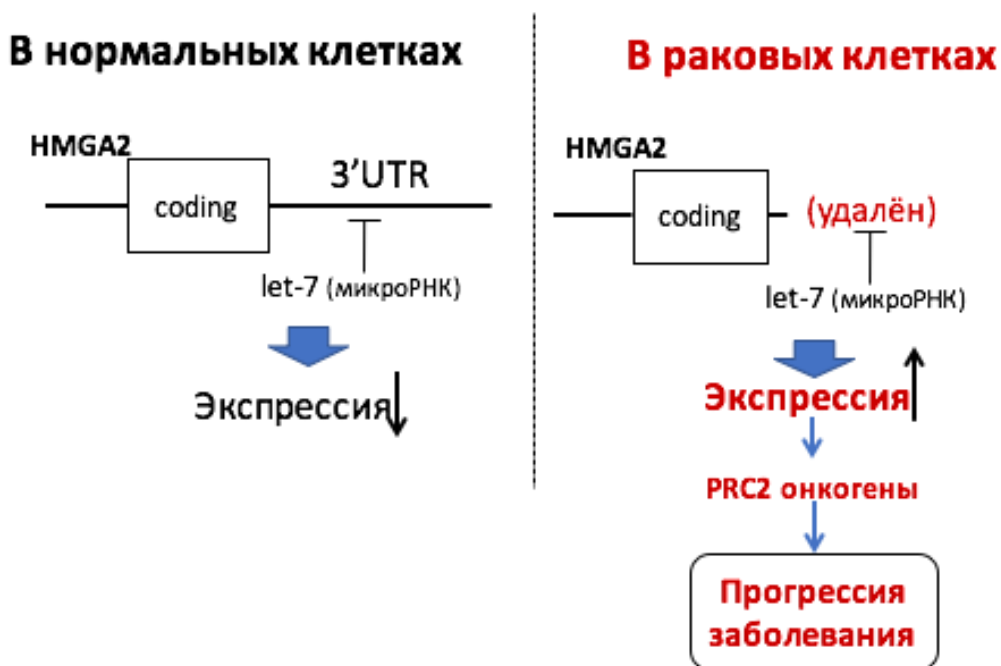 В нормальных клетках
HMGA2
coding
3'UTR
let-7 (микроРНК)
Экспрессия
В раковых клетках
HMGA2
coding
(удалён)
let-7 (микроРНК)
Экспрессия
PRC2 онкогены
Прогрессия
заболевания